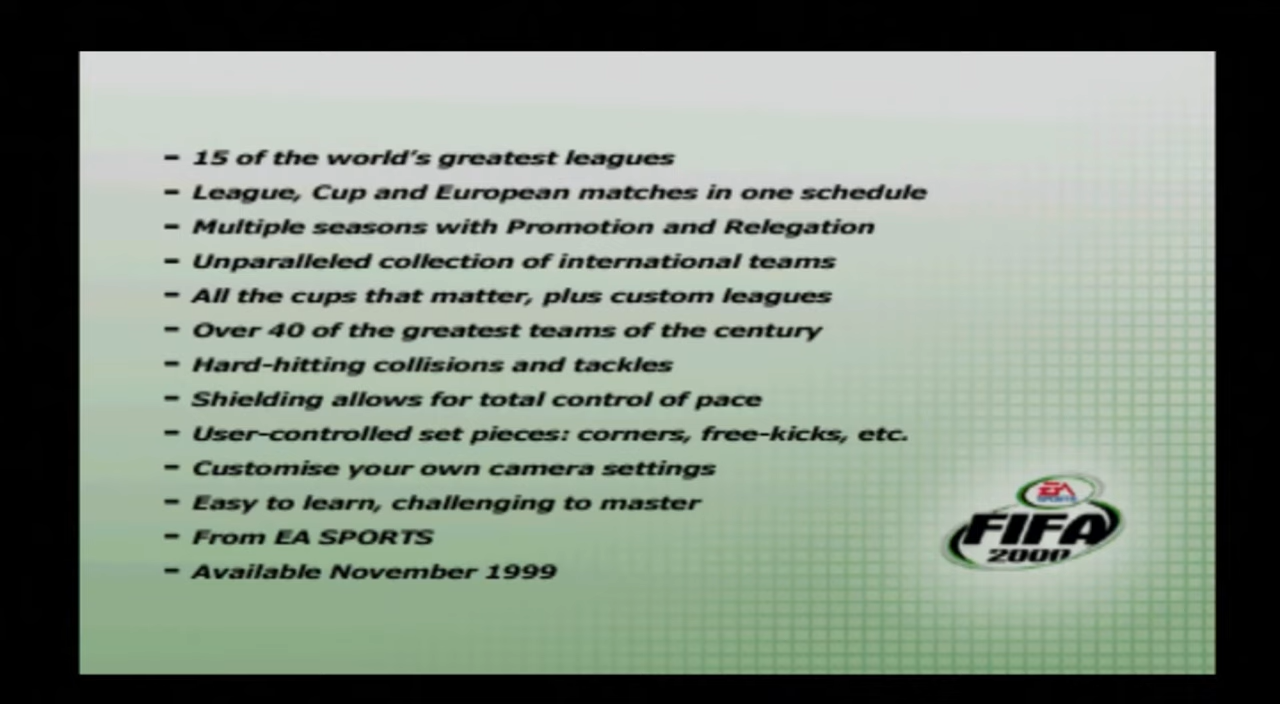 - 15 of the world's greatest leagues
- League, Cup and European matches in one schedule
- Multiple seasons with Promotion and Relegation
- Unparalleled collection of international teams
- All the cups that matter, plus custom leagues
- Over 40 of the greatest teams of the century
- Hard-hitting collisions and tackles
- Shielding allows for total control of pace
- User-controlled set pieces: corners, free-kicks, etc.
- Customise your own camera settings
- Easy to learn, challenging to master
- From EA SPORTS
- Available November 1999
EA
SPORTS
FIFA
2000